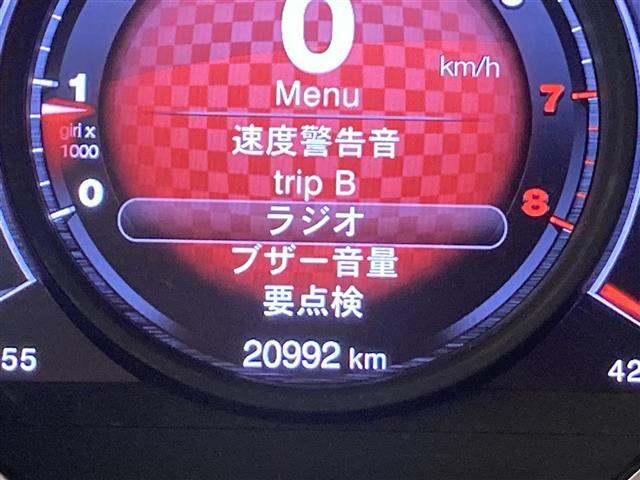 0
km/h
Menu
1
7
giri x
1000
速度警告音
trip B
0
ラジオ
8
ブザー音量
要点検
20992 km
55
42